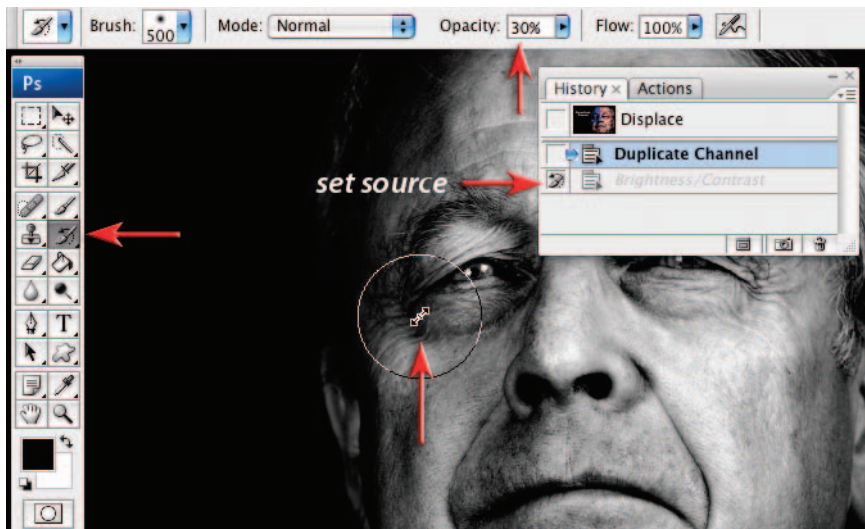 Brush: 500 Mode: Normal Opacity: 30% Flow: 100%
Ps
History × Actions
Displace
Duplicate Channel
set source
Brightness/Contrast
T